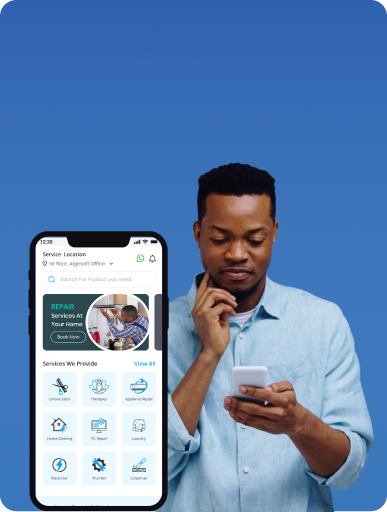 12:30
Service Location
1st floor, Algosoft Office
Search For Product you need
REPAIR
Services At
Your Home
Book Now
Services We Provide
View All
Unisex Salon
Therapies
Appliance Repair
Home Cleaning
PC Repair
Laundry
Electrician
Plumber
Carpenter